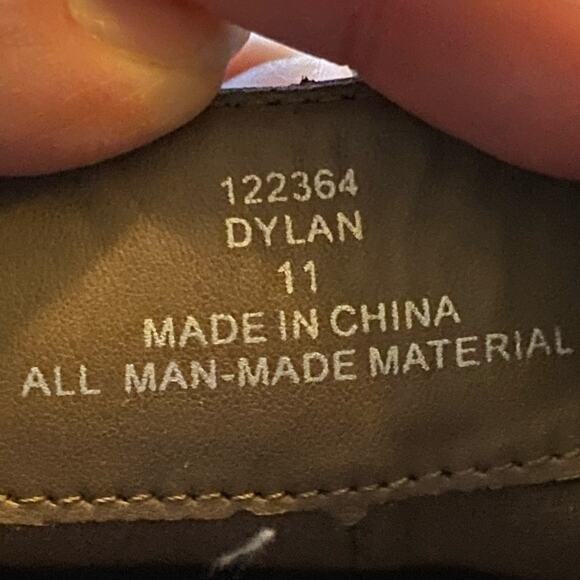 122364
DYLAN
11
MADE IN CHINA
ALL MAN-MADE MATERIAL